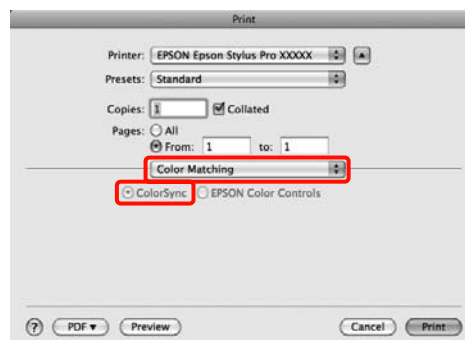 Print
Printer: EPSON Epson Stylus Pro XXXXX
Presets: Standard
Copies: 1 Collated
Pages: All
From: 1 to: 1
Color Matching
ColorSync EPSON Color Controls
? PDF Preview Cancel Print